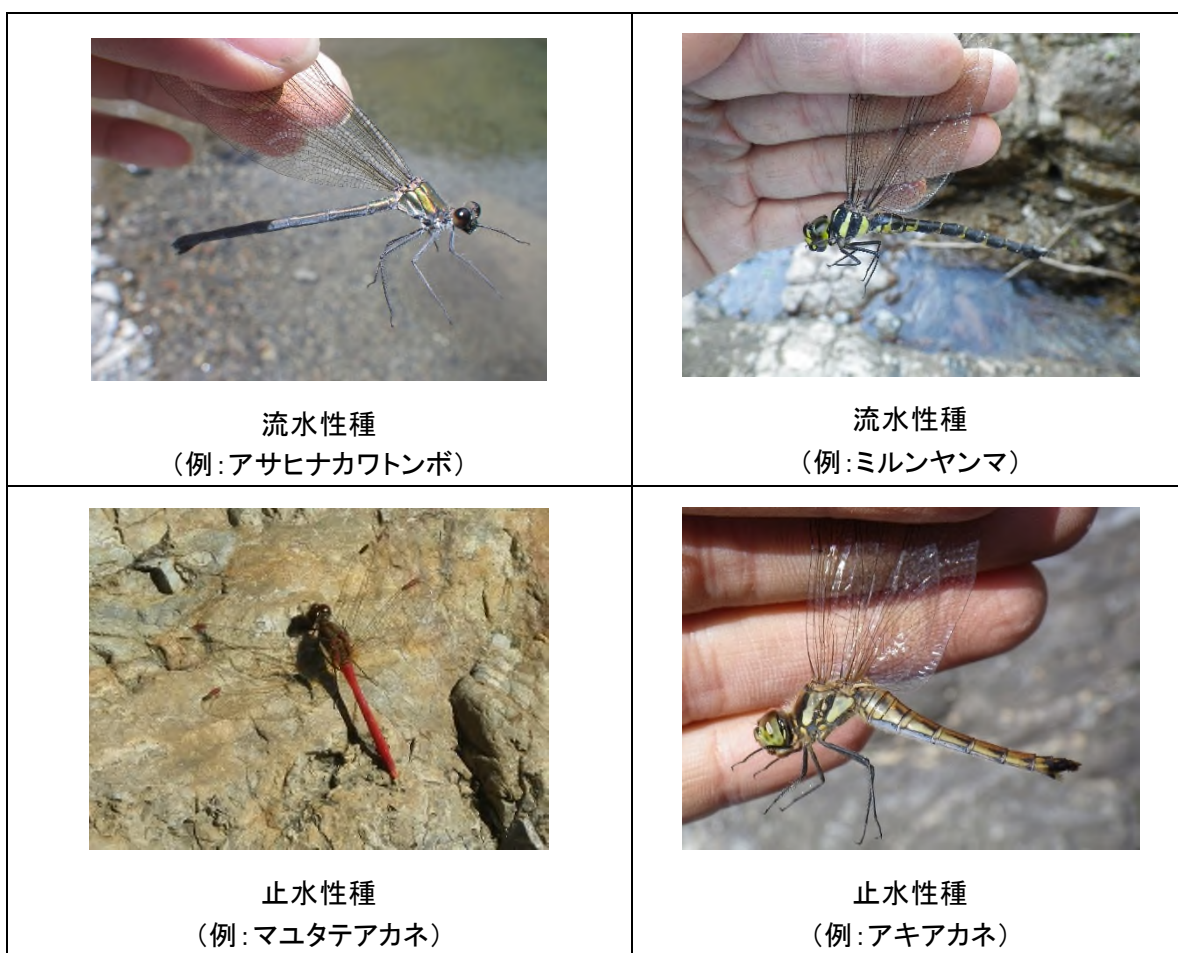 流水性種
（例：アサヒナカワトンボ）
流水性種
（例：ミルンヤンマ）
止水性種
（例：マユタテアカネ）
止水性種
（例：アキアカネ）